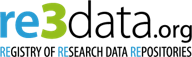 re3data.org
REGISTRY OF RESEARCH DATA REPOSITORIES